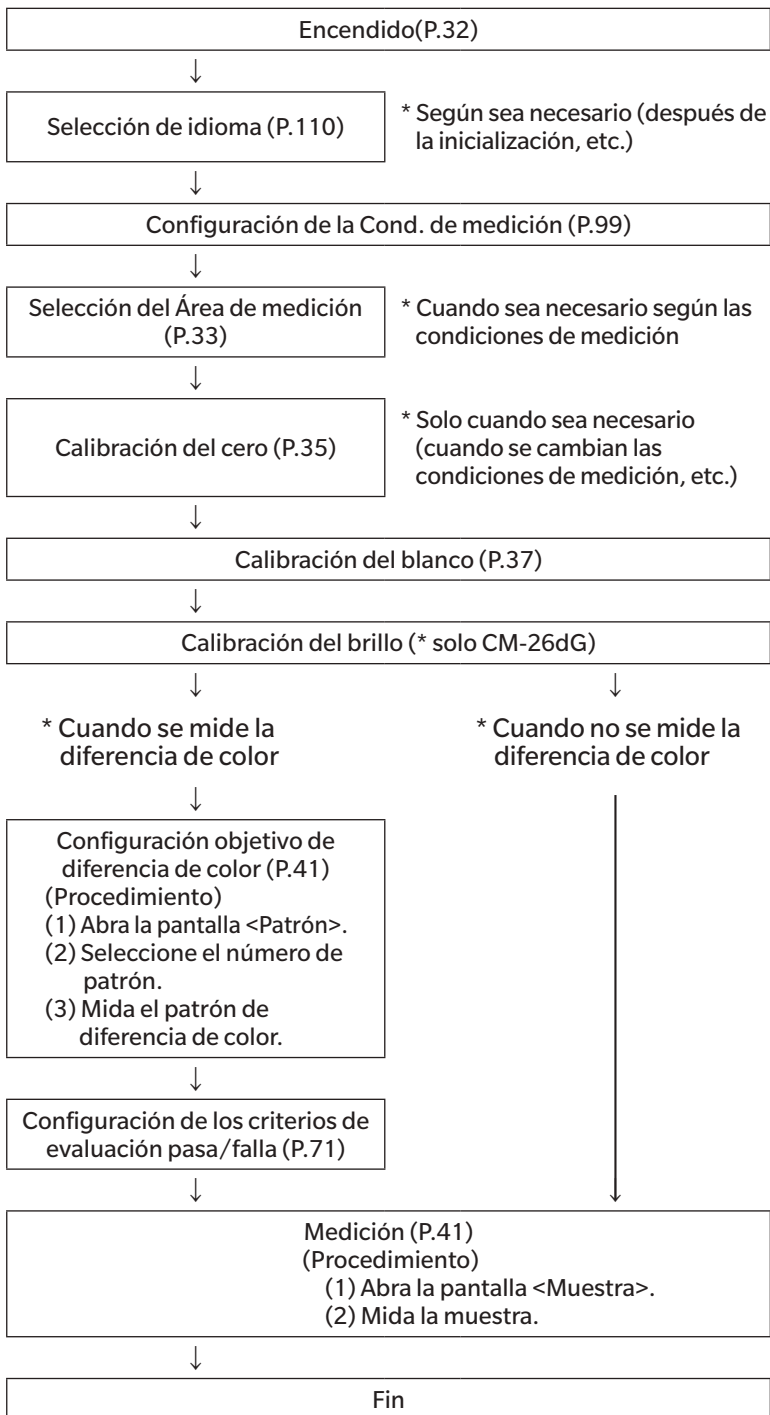 Encendido(P.32)
↓
Selección de idioma (P.110)
* Según sea necesario (después de
la inicialización, etc.)
↓
Configuración de la Cond. de medición (P.99)
↓
Selección del Área de medición
(P.33)
* Cuando sea necesario según las
condiciones de medición
↓
Calibración del cero (P.35)
* Solo cuando sea necesario
(cuando se cambian las
condiciones de medición, etc.)
↓
Calibración del blanco (P.37)
↓
Calibración del brillo (* solo CM-26dG)
↓ ↓
* Cuando se mide la
diferencia de color
* Cuando no se mide la
diferencia de color
↓
Configuración objetivo de
diferencia de color (P.41)
(Procedimiento)
(1) Abra la pantalla <Patrón>.
(2) Seleccione el número de
patrón.
(3) Mida el patrón de
diferencia de color.
↓
Configuración de los criterios de
evaluación pasa/falla (P.71)
↓
Medición (P.41)
(Procedimiento)
(1) Abra la pantalla <Muestra>.
(2) Mida la muestra.
↓
Fin